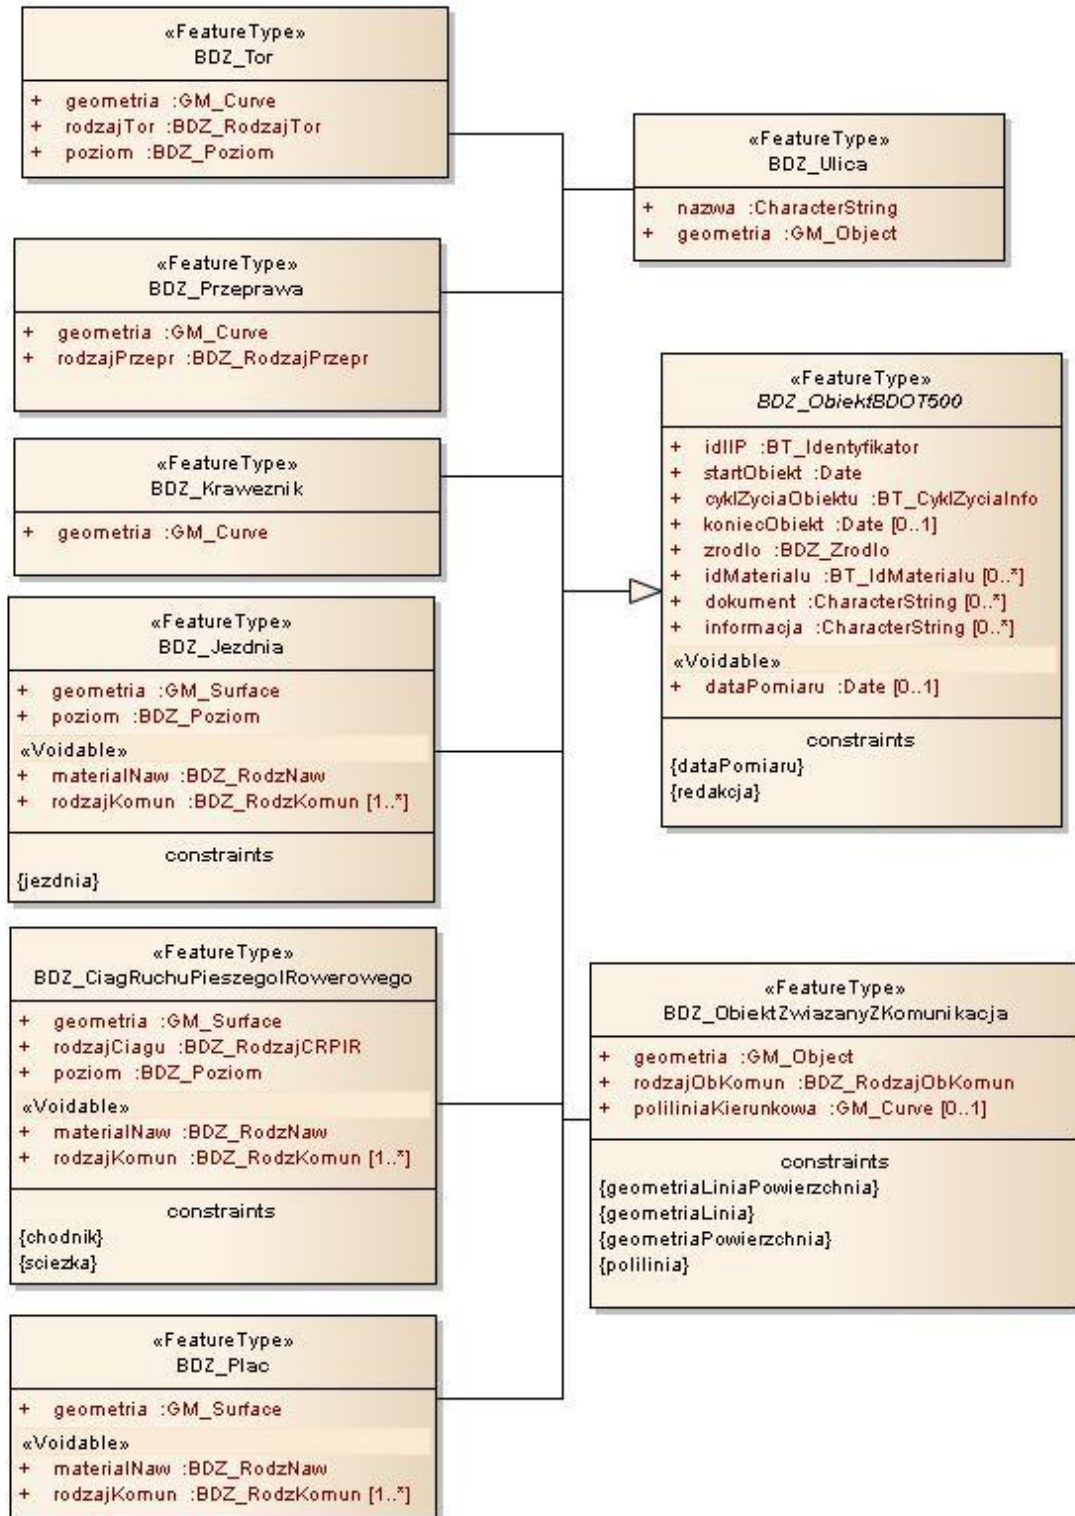 «FeatureType»
BDZ_Tor
+ geometria :GM_Curve
+ rodzajTor :BDZ_RodzajTor
+ poziom :BDZ_Poziom
«FeatureType»
BDZ_Ulica
+ nazwa :CharacterString
+ geometria :GM_Object
«FeatureType»
BDZ_Przeprawa
+ geometria :GM_Curve
+ rodzajPrzepr :BDZ_RodzajPrzepr
«FeatureType»
BDZ_ObiektBDOT500
+ idIIP :BT_Identyfikator
+ startObiekt :Date
+ cyklZyciaObiektu :BT_CyklZyciaInfo
+ koniecObiekt :Date [0..1]
+ zrodlo :BDZ_Zrodlo
+ idMaterialu :BT_IdMaterialu [0..*]
+ dokument :CharacterString [0..*]
+ informacja :CharacterString [0..*]
«Voidable»
+ dataPomiaru :Date [0..1]
constraints
{dataPomiaru}
{redakcja}
«FeatureType»
BDZ_Kraweznik
+ geometria :GM_Curve
«FeatureType»
BDZ_Jezdnia
+ geometria :GM_Surface
+ poziom :BDZ_Poziom
«Voidable»
+ materialNaw :BDZ_RodzNaw
+ rodzajKomun :BDZ_RodzKomun [1..*]
constraints
{jezdnia}
«FeatureType»
BDZ_CiagRuchuPieszegoIRowerowego
+ geometria :GM_Surface
+ rodzajCiagu :BDZ_RodzajCRPIR
+ poziom :BDZ_Poziom
«Voidable»
+ materialNaw :BDZ_RodzNaw
+ rodzajKomun :BDZ_RodzKomun [1..*]
constraints
{chodnik}
{sciezka}
«FeatureType»
BDZ_ObiektZwiazanyZKomunikacja
+ geometria :GM_Object
+ rodzajObKomun :BDZ_RodzajObKomun
+ poliliniaKierunkowa :GM_Curve [0..1]
constraints
{geometriaLiniaPowierzchnia}
{geometriaLinia}
{geometriaPowierzchnia}
{polilinia}
«FeatureType»
BDZ_Plac
+ geometria :GM_Surface
«Voidable»
+ materialNaw :BDZ_RodzNaw
+ rodzajKomun :BDZ_RodzKomun [1..*]